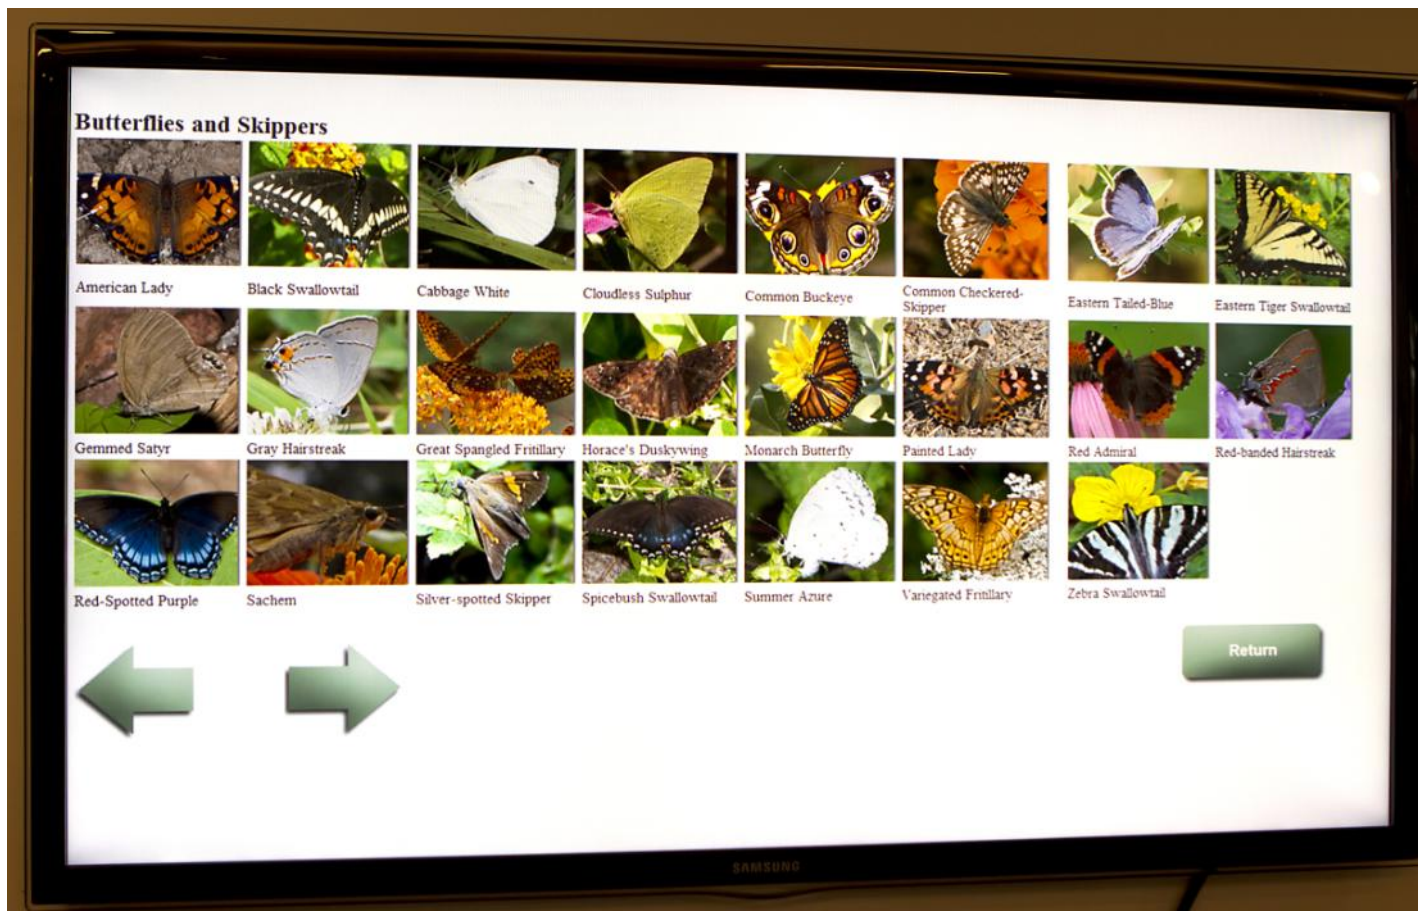 Butterflies and Skippers
American Lady
Black Swallowtail
Cabbage White
Cloudless Sulphur
Common Buckeye
Common Checkered-
Skipper
Eastern Tailed-Blue
Eastern Tiger Swallowtail
Gemmed Satyr
Gray Hairstreak
Great Spangled Fritillary
Horace's Duskywing
Monarch Butterfly
Painted Lady
Red Admiral
Red-banded Hairstreak
Red-Spotted Purple
Sachem
Silver-spotted Skipper
Spicebush Swallowtail
Summer Azure
Variegated Fritillary
Zebra Swallowtail
Return
SAMSUNG